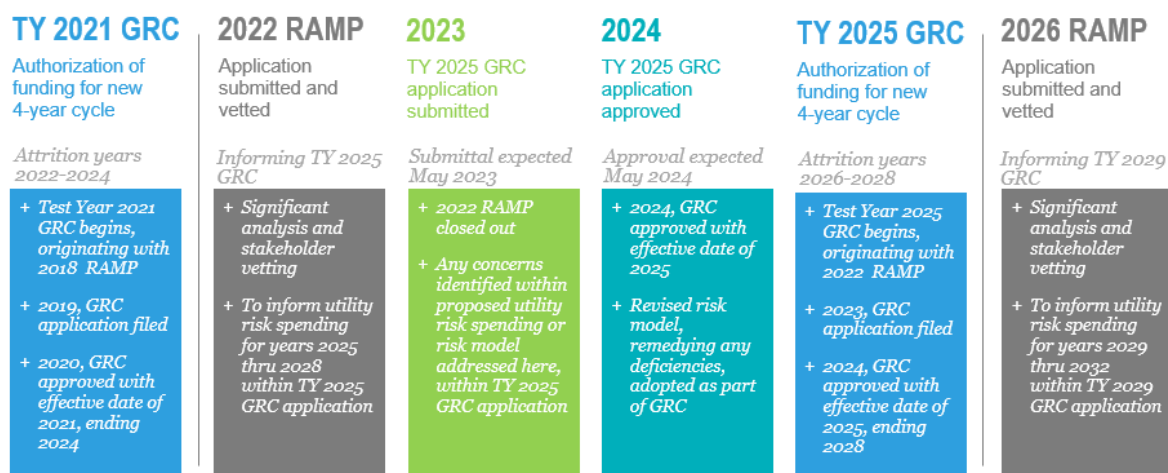 TY 2021 GRC
Authorization of
funding for new
4-year cycle
Attrition years
2022-2024
+ Test Year 2021
GRC begins,
originating with
2018 RAMP
+ 2019, GRC
application filed
+ 2020, GRC
approved with
effective date of
2021, ending
2024
2022 RAMP
Application
submitted and
vetted
Informing TY 2025
GRC
+ Significant
analysis and
stakeholder
vetting
+ To inform utility
risk spending
for years 2025
thru 2028
within TY 2025
GRC application
2023
TY 2025 GRC
application
submitted
Submittal expected
May 2023
+ 2022 RAMP
closed out
+ Any concerns
identified within
proposed utility
risk spending or
risk model
addressed here,
within TY 2025
GRC application
2024
TY 2025 GRC
application
approved
Approval expected
May 2024
+ 2024, GRC
approved with
effective date of
2025
+ Revised risk
model,
remedying any
deficiencies,
adopted as part
of GRC
TY 2025 GRC
Authorization of
funding for new
4-year cycle
Attrition years
2026-2028
+ Test Year 2025
GRC begins,
originating with
2022 RAMP
+ 2023, GRC
application filed
+ 2024, GRC
approved with
effective date of
2025, ending
2028
2026 RAMP
Application
submitted and
vetted
Informing TY 2029
GRC
+ Significant
analysis and
stakeholder
vetting
+ To inform utility
risk spending
for years 2029
thru 2032
within TY 2029
GRC application